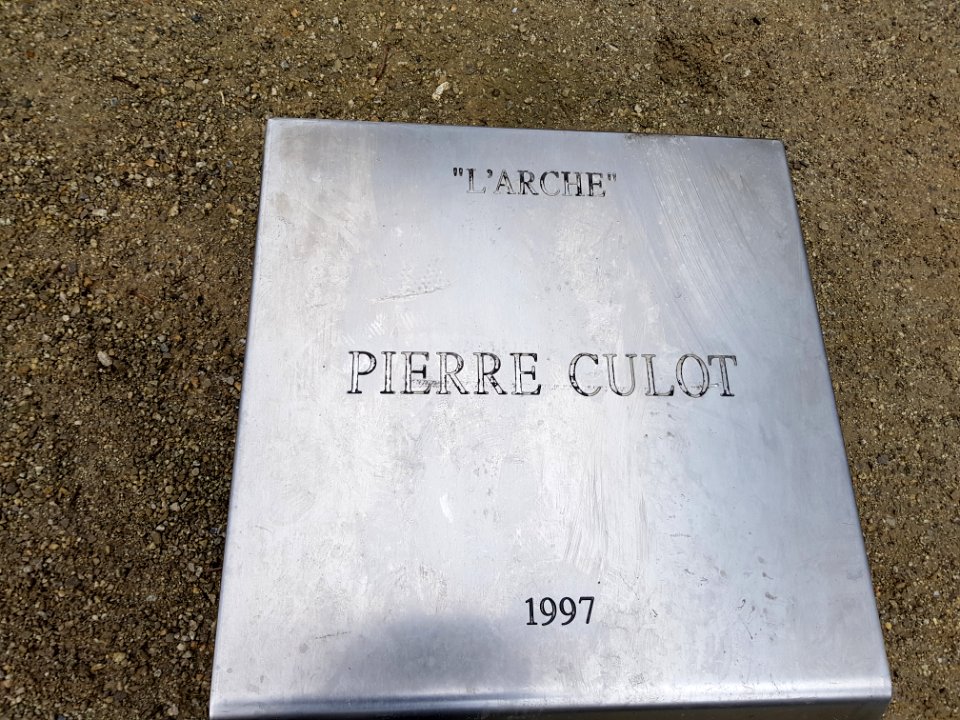 "L'ARCHE"
PIERRE CULOT
1997